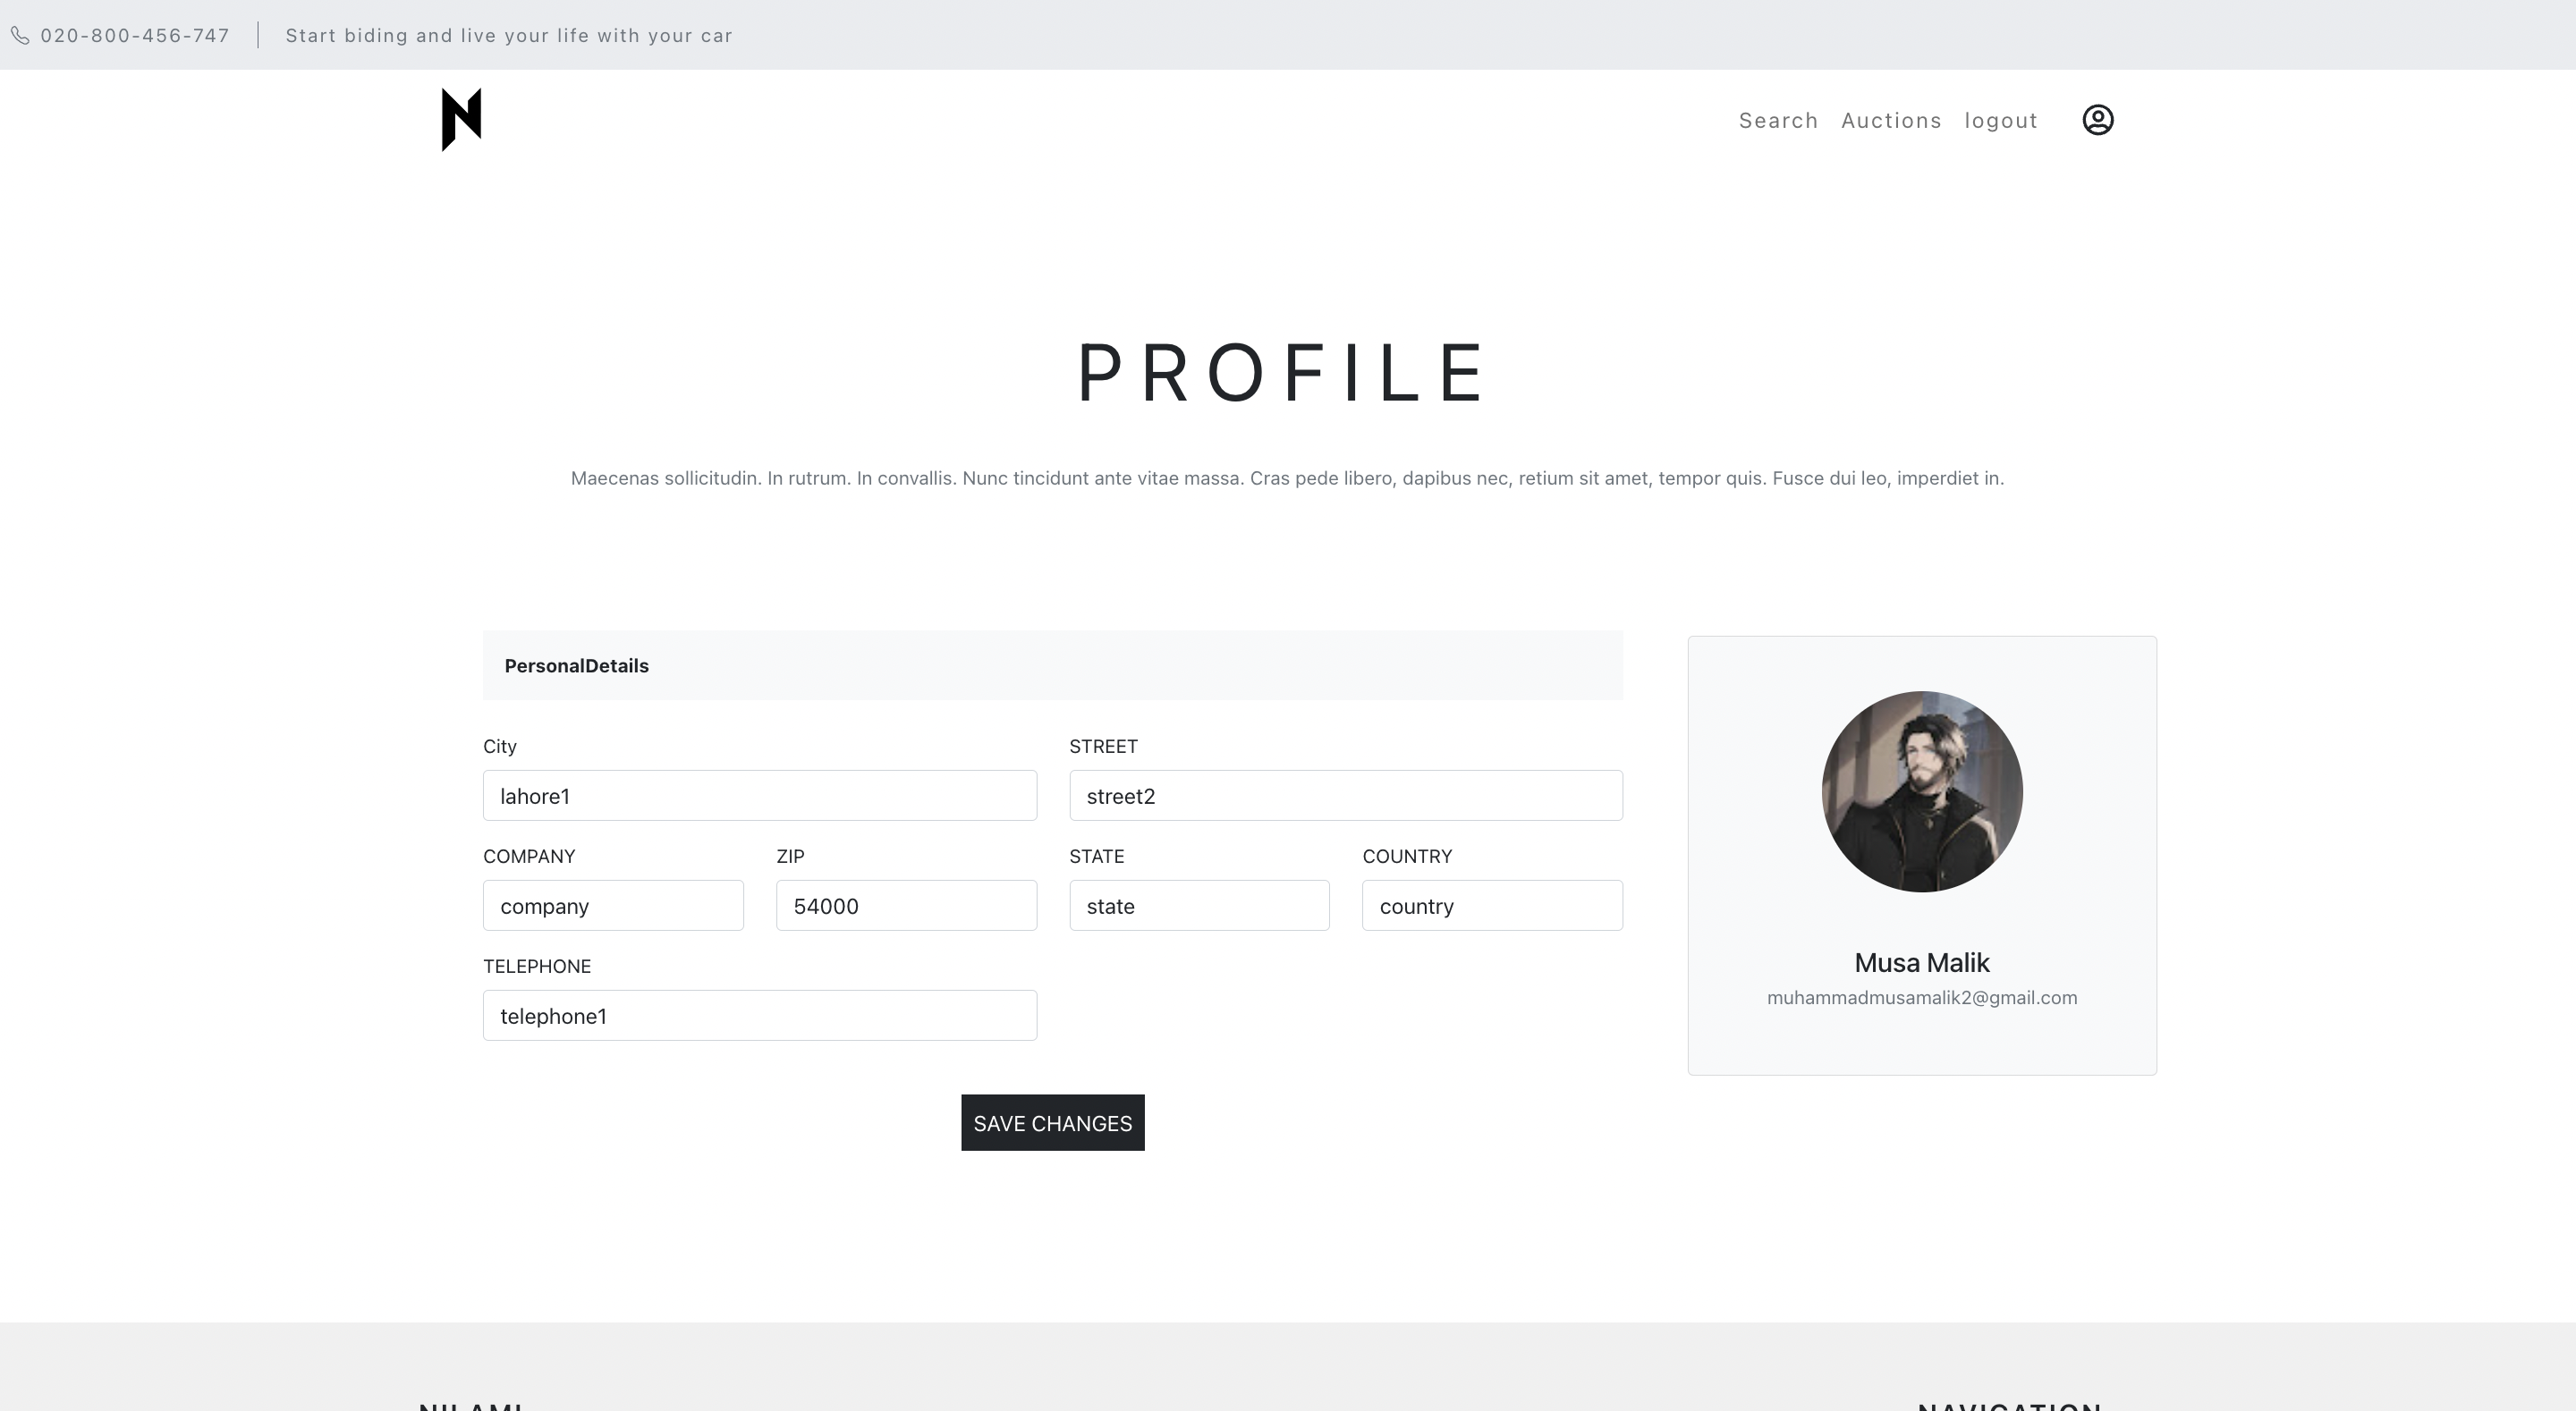 020-800-456-747 Start biding and live your life with your car
Search Auctions logout
PROFILE
Maecenas sollicitudin. In rutrum. In convallis. Nunc tincidunt ante vitae massa. Cras pede libero, dapibus nec, retium sit amet, tempor quis. Fusce dui leo, imperdiet in.
PersonalDetails
City STREET
lahore1 street2
COMPANY ZIP STATE COUNTRY
company 54000 state country
TELEPHONE
telephone1
SAVE CHANGES
Musa Malik
muhammadmusamalik2@gmail.com
NILAMI NAVIGATION